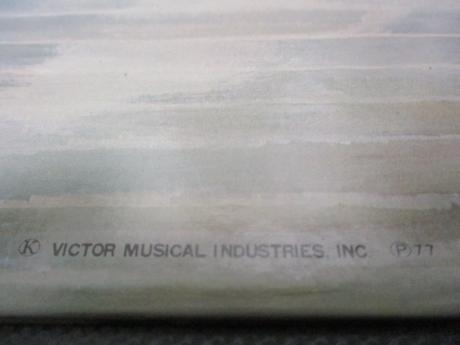 Ⓚ VICTOR MUSICAL INDUSTRIES, INC. Ⓟ77